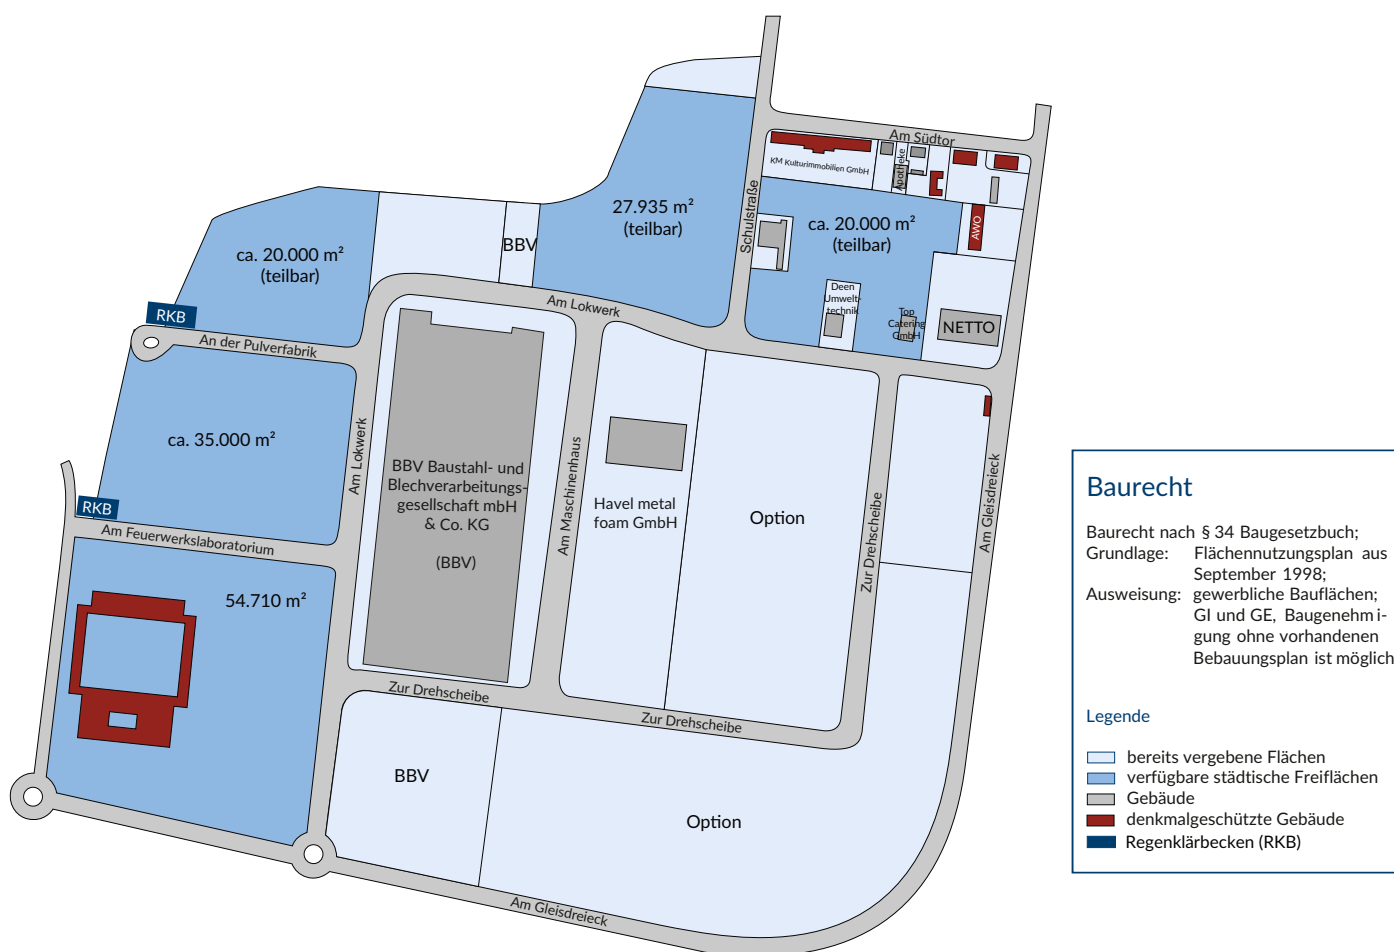 Am Südtor
KM Kulturimmobilien GmbH
Apotheke
AWO
Schulstraße
27.935 m²
(teilbar)
ca. 20.000 m²
(teilbar)
ca. 20.000 m²
(teilbar)
BBV
Deen
Umwelt-
technik
Top
Catering
GmbH
NETTO
RKB
An der Pulverfabrik
Am Lokwerk
ca. 35.000 m²
Am Lokwerk
BBV Baustahl- und
Blechverarbeitungs-
gesellschaft mbH
& Co. KG
(BBV)
Am Maschinenhaus
Havel metal
foam GmbH
Option
Zur Drehscheibe
Am Gleisdreieck
RKB
Am Feuerwerkslaboratorium
54.710 m²
Zur Drehscheibe
Zur Drehscheibe
BBV
Option
Am Gleisdreieck
Baurecht
Baurecht nach § 34 Baugesetzbuch;
Grundlage: Flächennutzungsplan aus
September 1998;
Ausweisung: gewerbliche Bauflächen;
GI und GE, Baugenehmi-
gung ohne vorhandenen
Bebauungsplan ist möglich
Legende
bereits vergebene Flächen
verfügbare städtische Freiflächen
Gebäude
denkmalgeschützte Gebäude
Regenklärbecken (RKB)